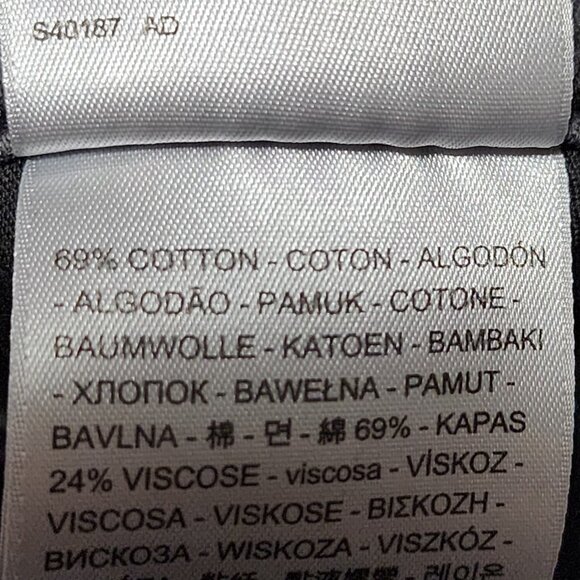 S40187 AD
69% COTTON - COTON - ALGODÓN
- ALGODÃO - PAMUK - COTONE -
BAUMWOLLE - KATOEN - BAMBAKI
- ХЛОПОК - BAWEŁNA - PAMUT -
BAVLNA - 棉 - 면 - 綿 69% - KAPAS
24% VISCOSE - viscosa - VİSKOZ -
VISCOSA - VISKOSE - ΒΙΣΚΟΖΗ -
ВИСКОЗА - WISKOZA - VISZKÓZ -